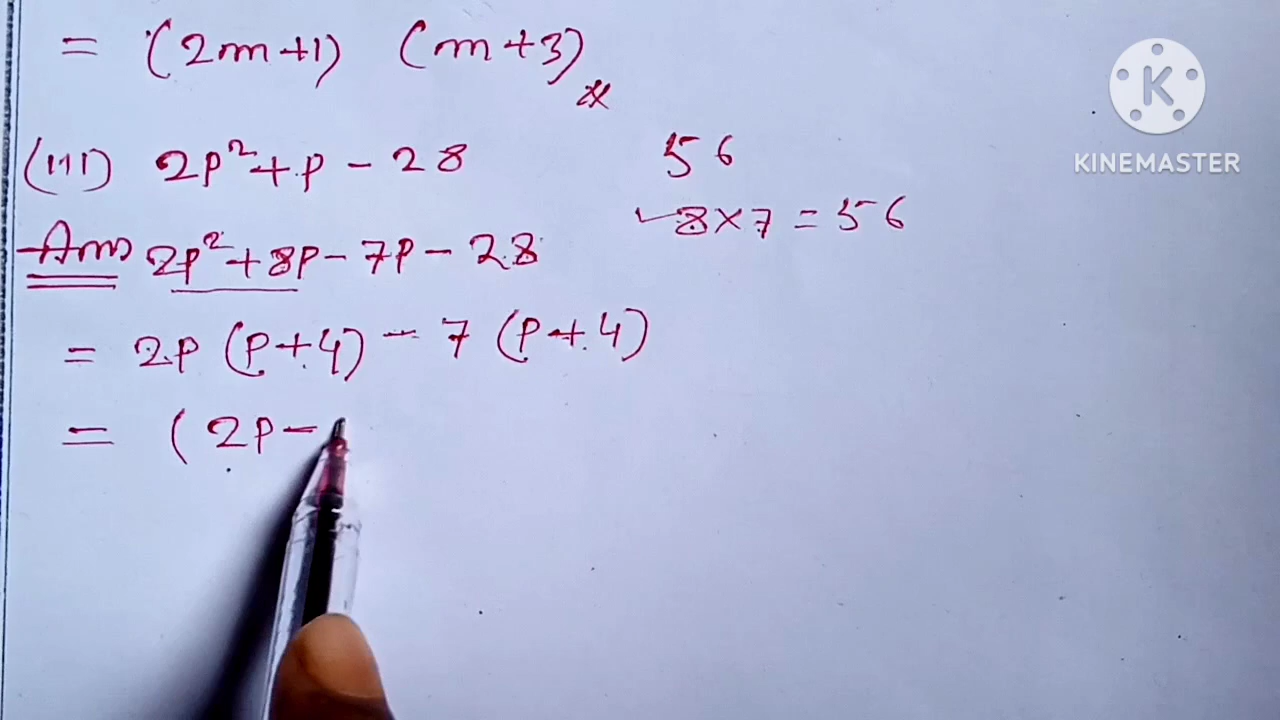 = (2m+1) (m+3)
(iii) 2p²+p-28
56
8×7=56
Ans 2p²+8p-7p-28
= 2p (p+4) - 7 (p+4)
= (2p-
K
KINEMASTER